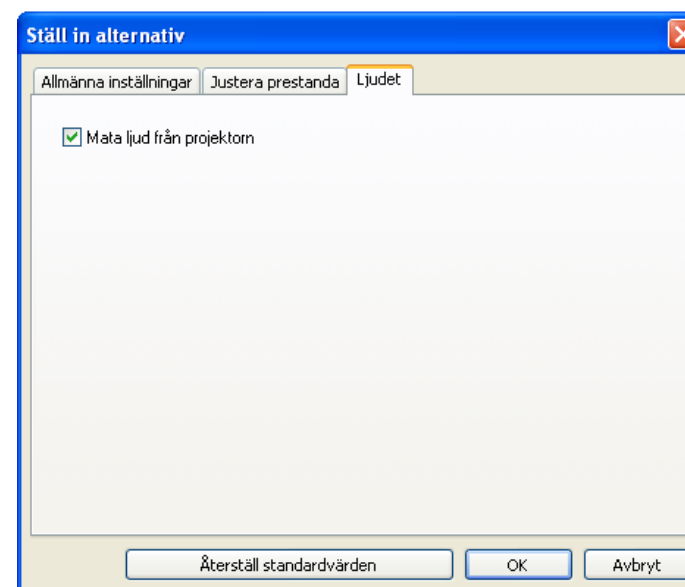 Ställ in alternativ
Allmänna inställningar Justera prestanda Ljudet
Mata ljud från projektorn
Återställ standardvärden OK Avbryt